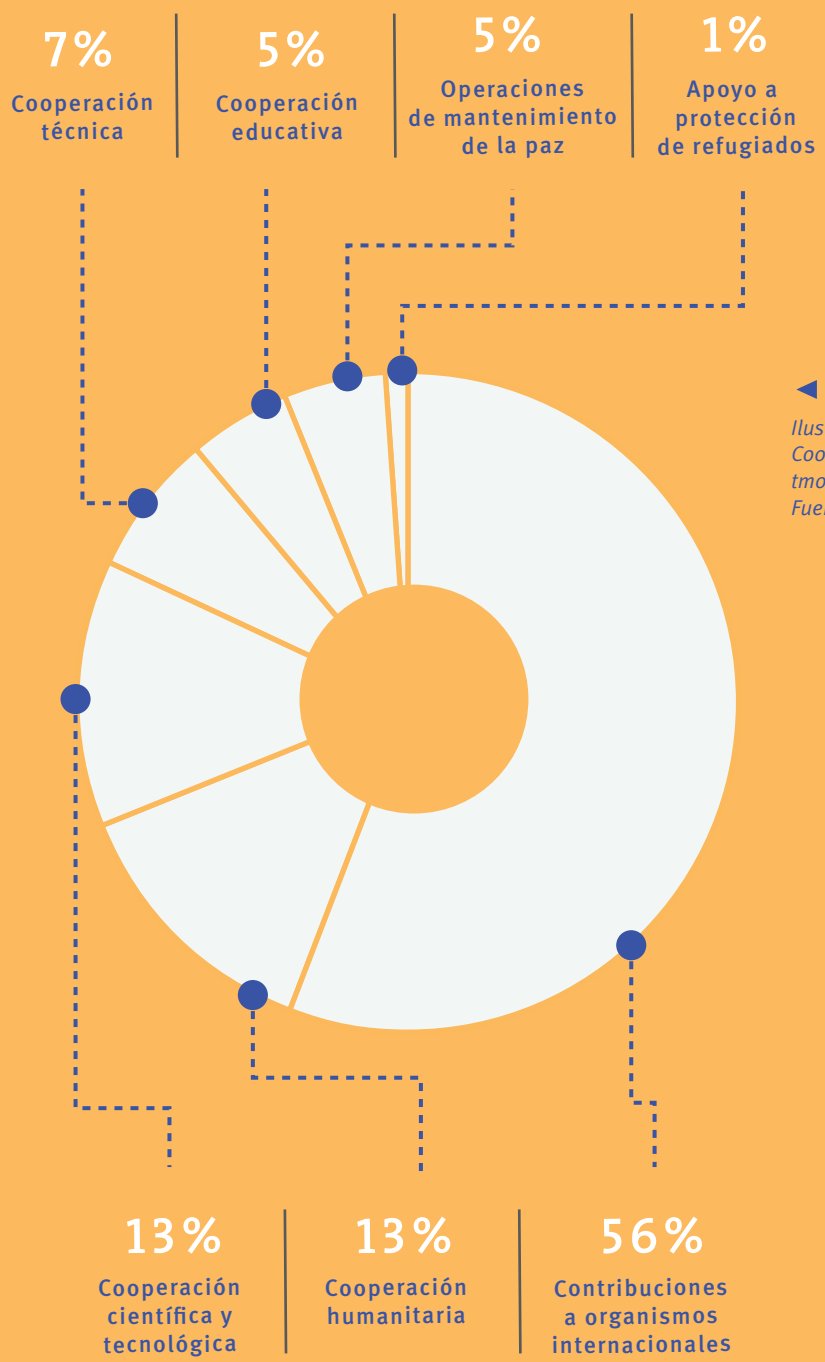 7%
Cooperación
técnica
5%
Cooperación
educativa
5%
Operaciones
de mantenimiento
de la paz
1%
Apoyo a
protección
de refugiados
13%
Cooperación
científica y
tecnológica
13%
Cooperación
humanitaria
56%
Contribuciones
a organismos
internacionales